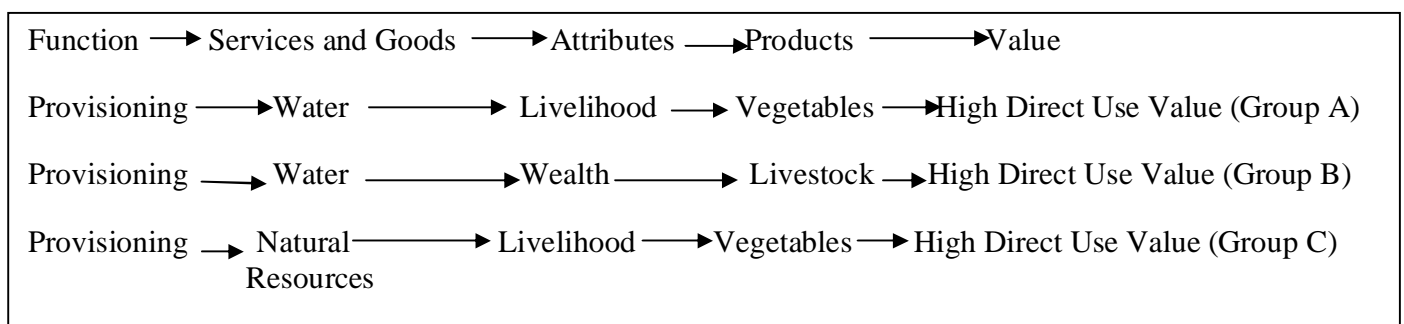 Function → Services and Goods → Attributes → Products → Value
Provisioning → Water → Livelihood → Vegetables → High Direct Use Value (Group A)
Provisioning → Water → Wealth → Livestock → High Direct Use Value (Group B)
Provisioning → Natural → Livelihood → Vegetables → High Direct Use Value (Group C)
Resources